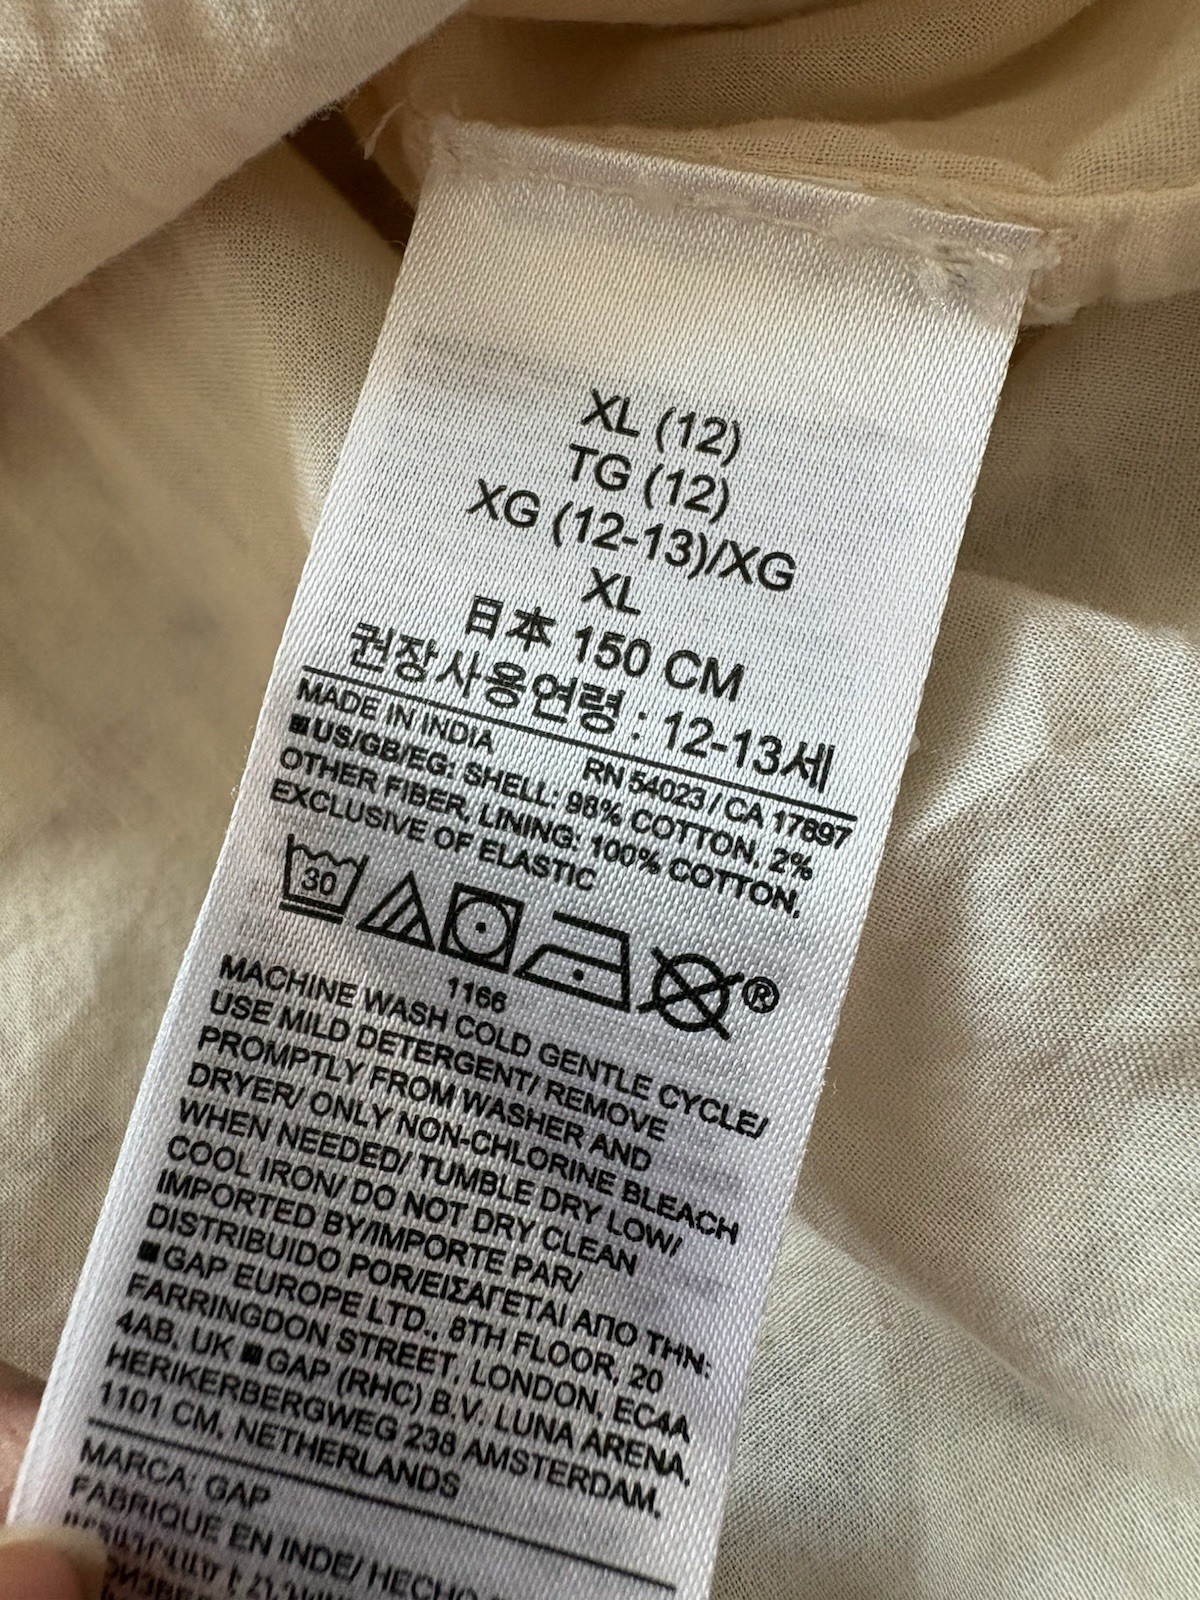 XL (12)
TG (12)
XG (12-13)/XG
XL
日本 150 CM
권장사용연령 : 12-13세
MADE IN INDIA
RN 54023 / CA 17897
US/GB/EG: SHELL: 98% COTTON, 2%
OTHER FIBER, LINING: 100% COTTON,
EXCLUSIVE OF ELASTIC
30
®
1166
MACHINE WASH COLD GENTLE CYCLE/
USE MILD DETERGENT/ REMOVE
PROMPTLY FROM WASHER AND
DRYER/ ONLY NON-CHLORINE BLEACH
WHEN NEEDED/ TUMBLE DRY LOW/
COOL IRON/ DO NOT DRY CLEAN
IMPORTED BY/IMPORTE PAR/
DISTRIBUIDO POR/ΕΙΣΑΓΕΤΑΙ ΑΠΟ ΤΗΝ:
GAP EUROPE LTD., 8TH FLOOR, 20
FARRINGDON STREET, LONDON, EC4A
4AB, UK GAP (RHC) B.V. LUNA ARENA,
HERIKERBERGWEG 238 AMSTERDAM,
1101 CM, NETHERLANDS
MARCA: GAP
FABRIQUE EN INDE/ HECHO